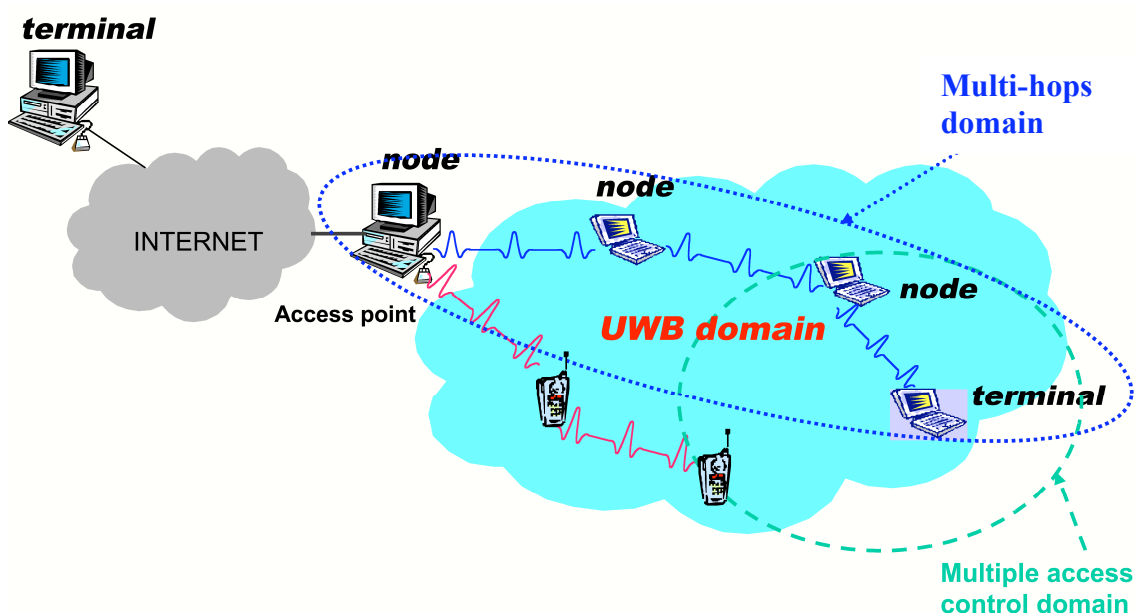 terminal
Multi-hops
domain
node
node
INTERNET
node
Access point
UWB domain
terminal
Multiple access
control domain